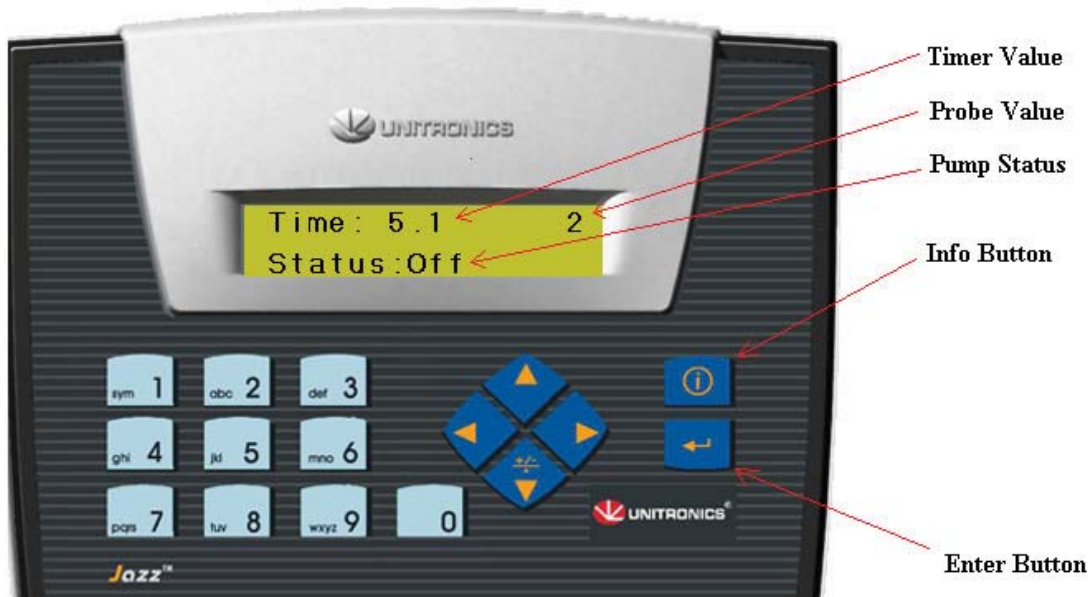 Timer Value
Probe Value
Pump Status
Info Button
Enter Button
UNITRONICS
Time: 5.1 2
Status:Off
sym 1 abc 2 def 3
ghi 4 jkl 5 mno 6
pqrs 7 tuv 8 wxyz 9 0
+/-
UNITRONICS®
Jazz™